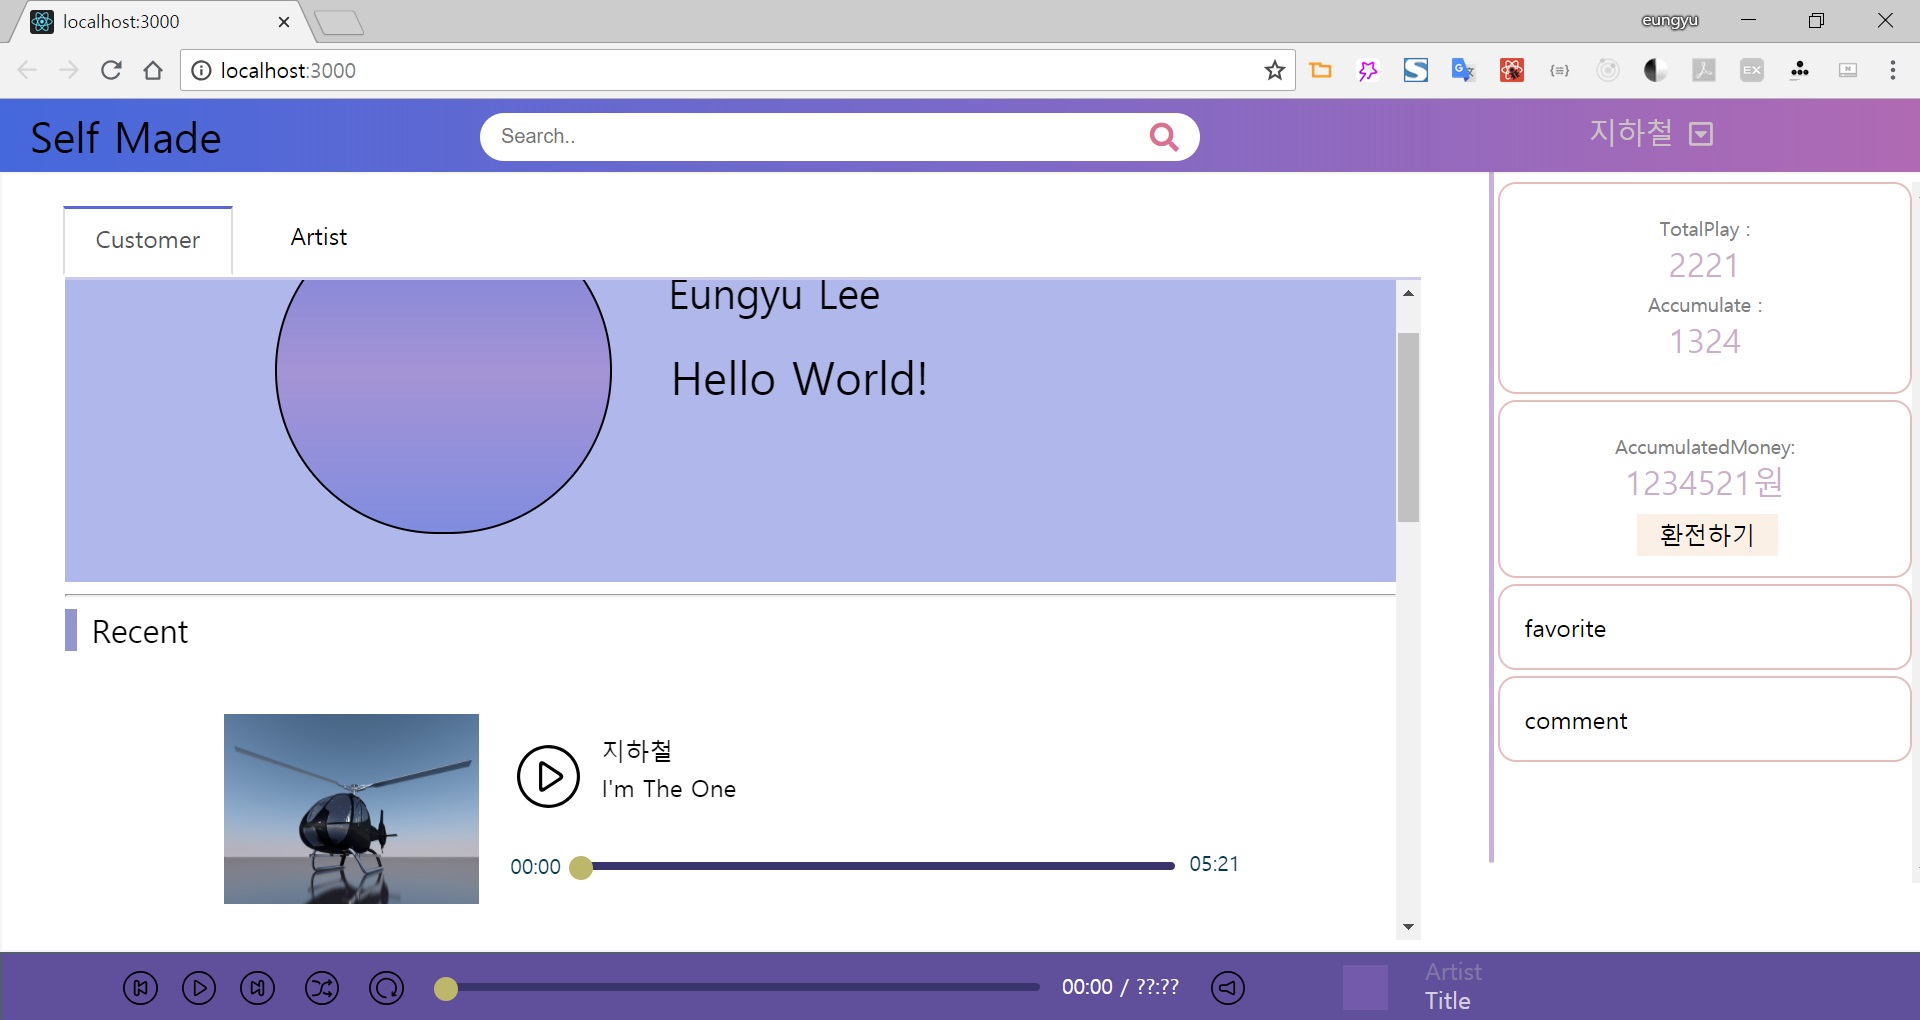 localhost:3000
eungyu
localhost:3000
Self Made
Search..
지하철
Customer
Artist
Eungyu Lee
Hello World!
Recent
지하철
I'm The One
00:00
05:21
TotalPlay :
2221
Accumulate :
1324
AccumulatedMoney:
1234521원
환전하기
favorite
comment
00:00 / ??:??
Artist
Title